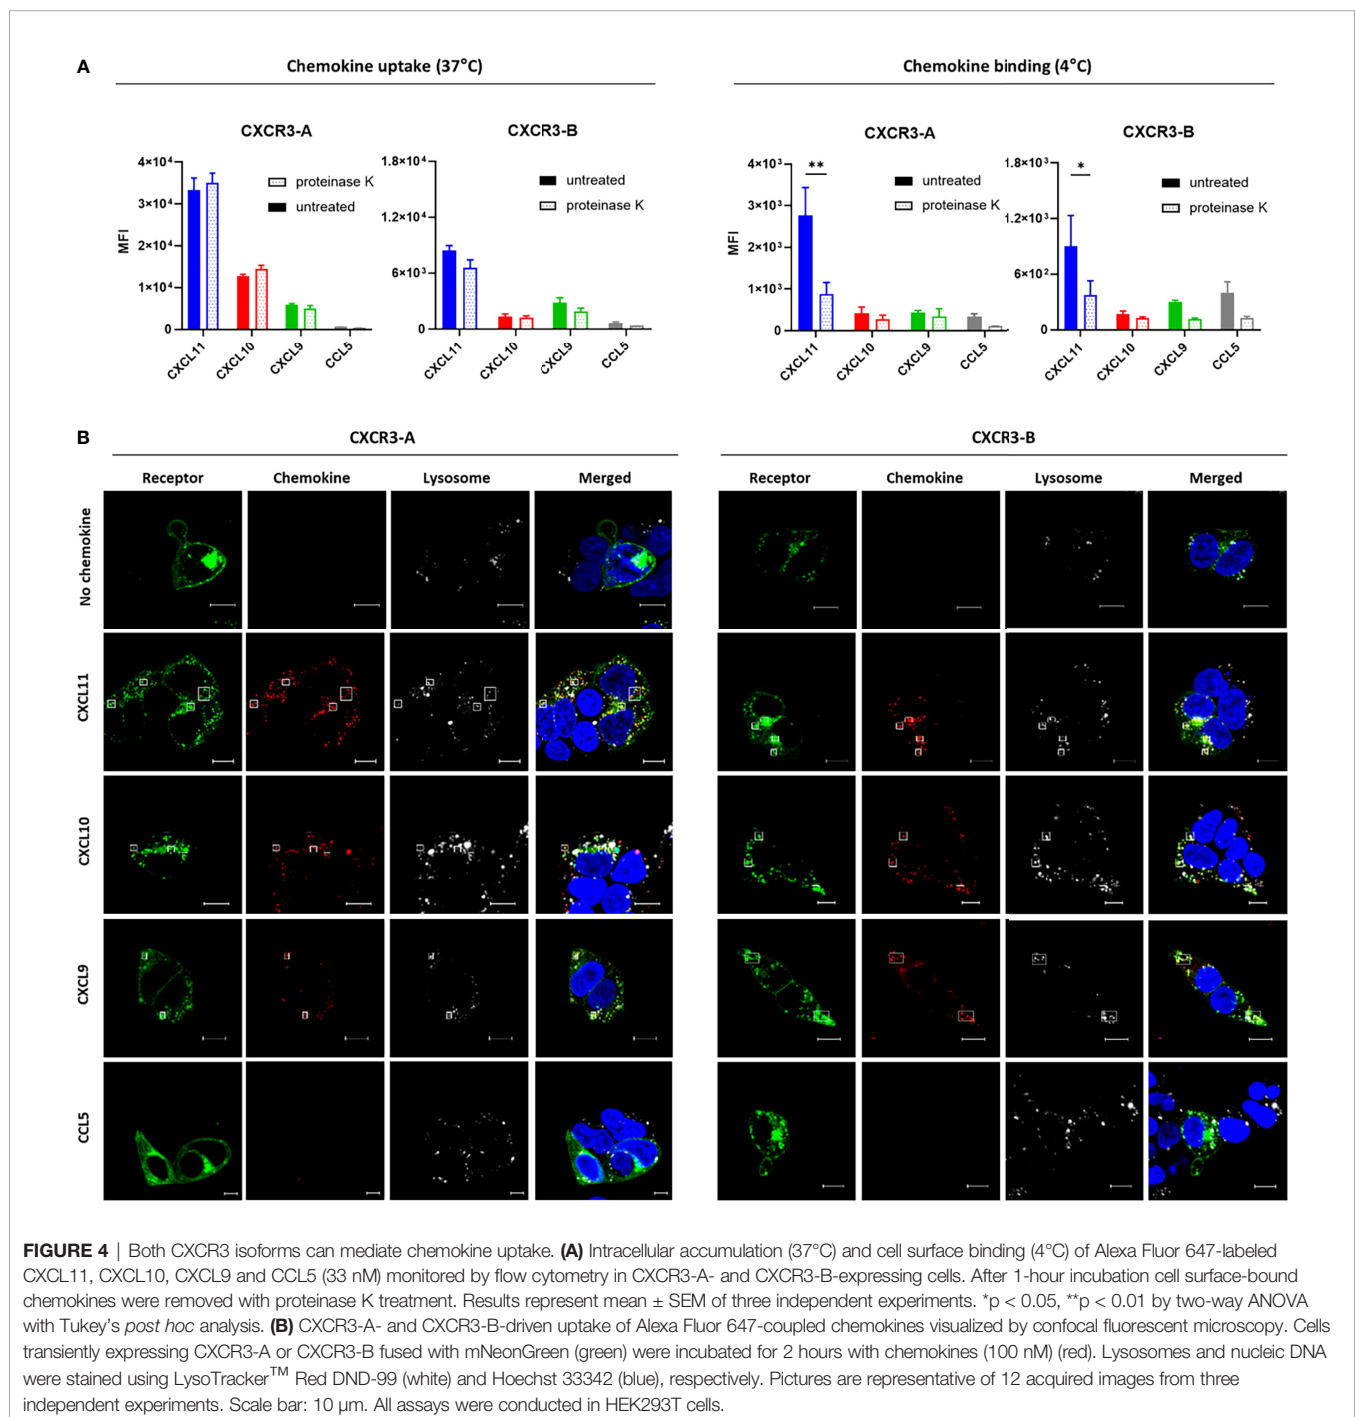 A
Chemokine uptake (37°C)
Chemokine binding (4°C)
CXCR3-A
CXCR3-B
CXCR3-A
CXCR3-B
MFI
4×10⁴
3×10⁴
2×10⁴
1×10⁴
0
proteinase K
untreated
CXCL11
CXCL10
CXCL9
CCL5
1.8×10⁴
1.2×10⁴
6×10³
0
untreated
proteinase K
CXCL11
CXCL10
CXCL9
CCL5
MFI
4×10³
3×10³
2×10³
1×10³
0
**
untreated
proteinase K
CXCL11
CXCL10
CXCL9
CCL5
1.8×10³
1.2×10³
6×10²
0
*
untreated
proteinase K
CXCL11
CXCL10
CXCL9
CCL5
B
CXCR3-A
CXCR3-B
Receptor
Chemokine
Lysosome
Merged
Receptor
Chemokine
Lysosome
Merged
No chemokine
CXCL11
CXCL10
CXCL9
CCL5
FIGURE 4 | Both CXCR3 isoforms can mediate chemokine uptake. (A) Intracellular accumulation (37°C) and cell surface binding (4°C) of Alexa Fluor 647-labeled
CXCL11, CXCL10, CXCL9 and CCL5 (33 nM) monitored by flow cytometry in CXCR3-A- and CXCR3-B-expressing cells. After 1-hour incubation cell surface-bound
chemokines were removed with proteinase K treatment. Results represent mean ± SEM of three independent experiments. *p < 0.05, **p < 0.01 by two-way ANOVA
with Tukey's post hoc analysis. (B) CXCR3-A- and CXCR3-B-driven uptake of Alexa Fluor 647-coupled chemokines visualized by confocal fluorescent microscopy. Cells
transiently expressing CXCR3-A or CXCR3-B fused with mNeonGreen (green) were incubated for 2 hours with chemokines (100 nM) (red). Lysosomes and nucleic DNA
were stained using LysoTracker™ Red DND-99 (white) and Hoechst 33342 (blue), respectively. Pictures are representative of 12 acquired images from three
independent experiments. Scale bar: 10 μm. All assays were conducted in HEK293T cells.